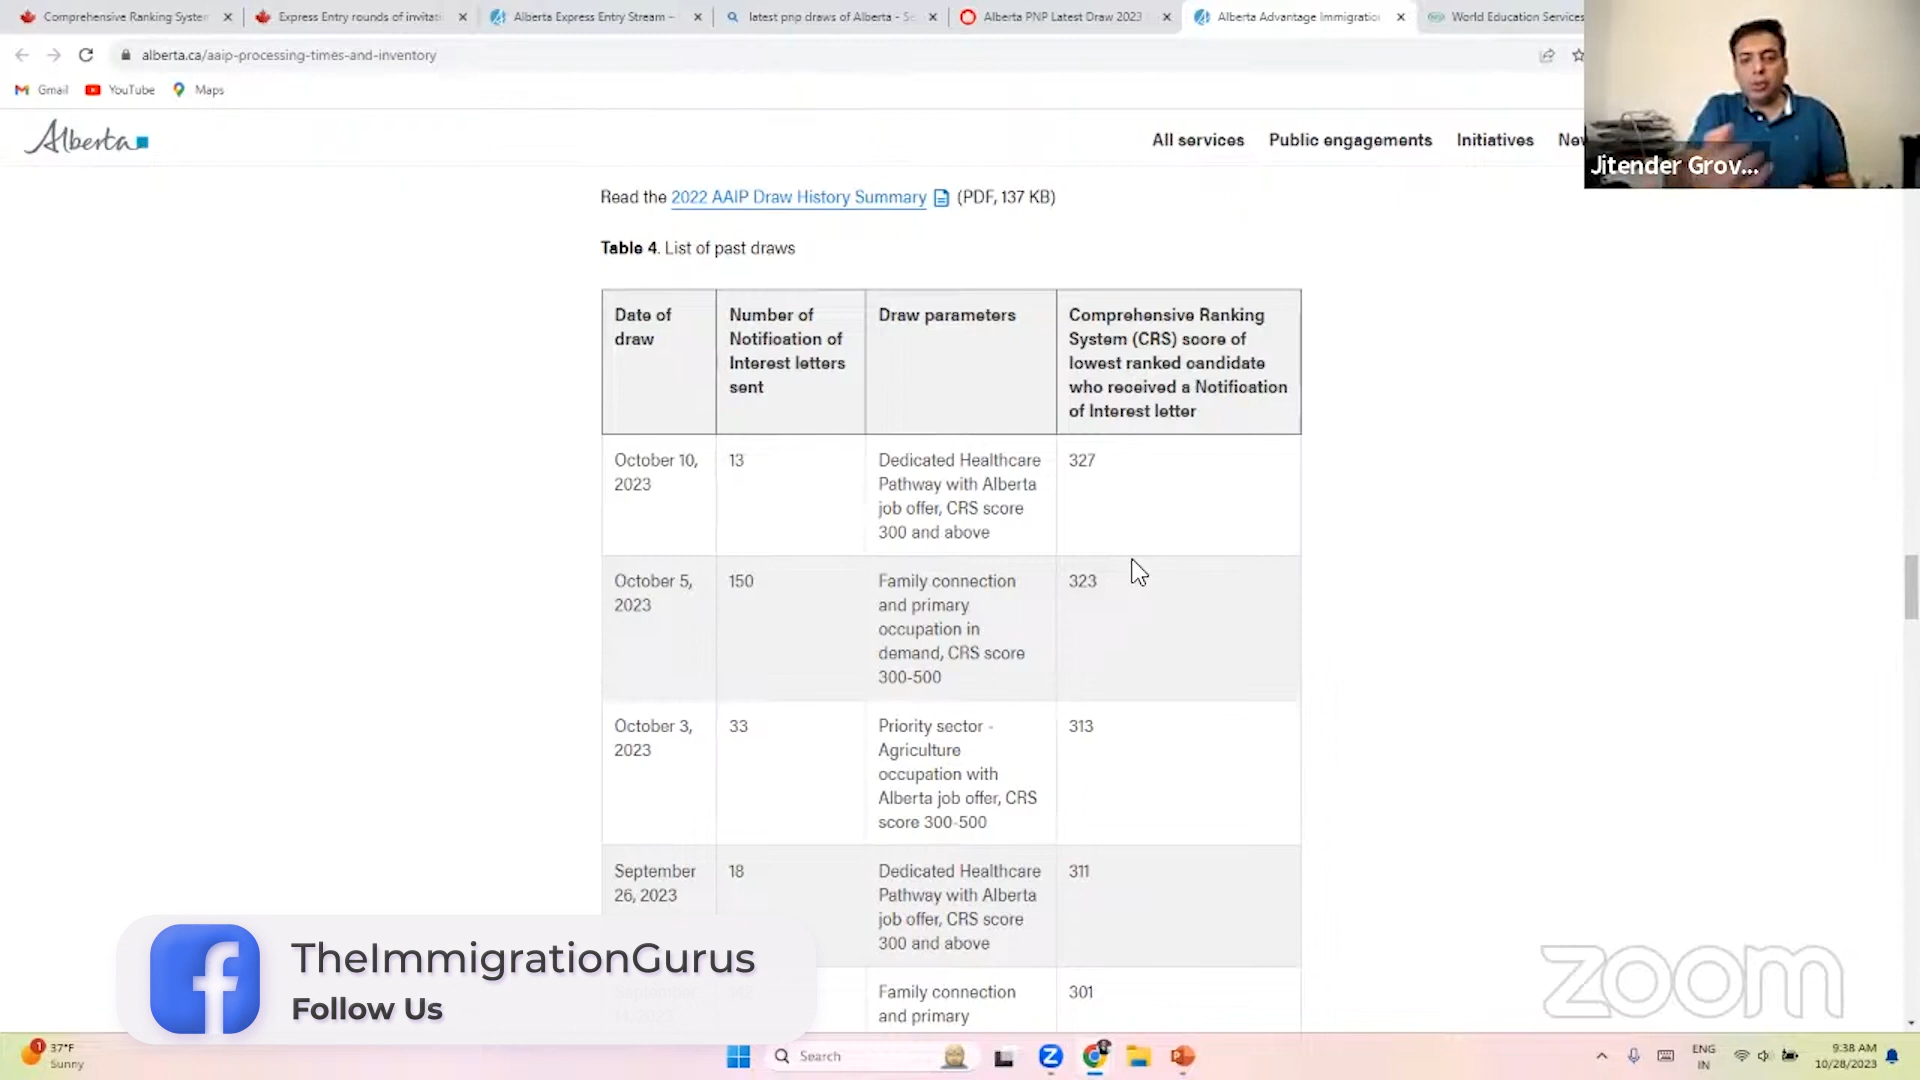 Comprehensive Ranking System
Express Entry rounds of invitati
Alberta Express Entry Stream –
latest pnp draws of Alberta - Se
Alberta PNP Latest Draw 2023
Alberta Advantage Immigration
World Education Services
alberta.ca/aaip-processing-times-and-inventory
Gmail
YouTube
Maps
Alberta
All services
Public engagements
Initiatives
Nev
Jitender Grov...
Read the 2022 AAIP Draw History Summary (PDF, 137 KB)
Table 4. List of past draws
Date of
draw
Number of
Notification of
Interest letters
sent
Draw parameters
Comprehensive Ranking
System (CRS) score of
lowest ranked candidate
who received a Notification
of Interest letter
October 10,
2023
13
Dedicated Healthcare
Pathway with Alberta
job offer, CRS score
300 and above
327
October 5,
2023
150
Family connection
and primary
occupation in
demand, CRS score
300-500
323
October 3,
2023
33
Priority sector -
Agriculture
occupation with
Alberta job offer, CRS
score 300-500
313
September
26, 2023
18
Dedicated Healthcare
Pathway with Alberta
job offer, CRS score
300 and above
311
Family connection
and primary
301
TheImmigrationGurus
Follow Us
zoom
1
37°F
Sunny
Search
ENG
IN
9:38 AM
10/28/2023